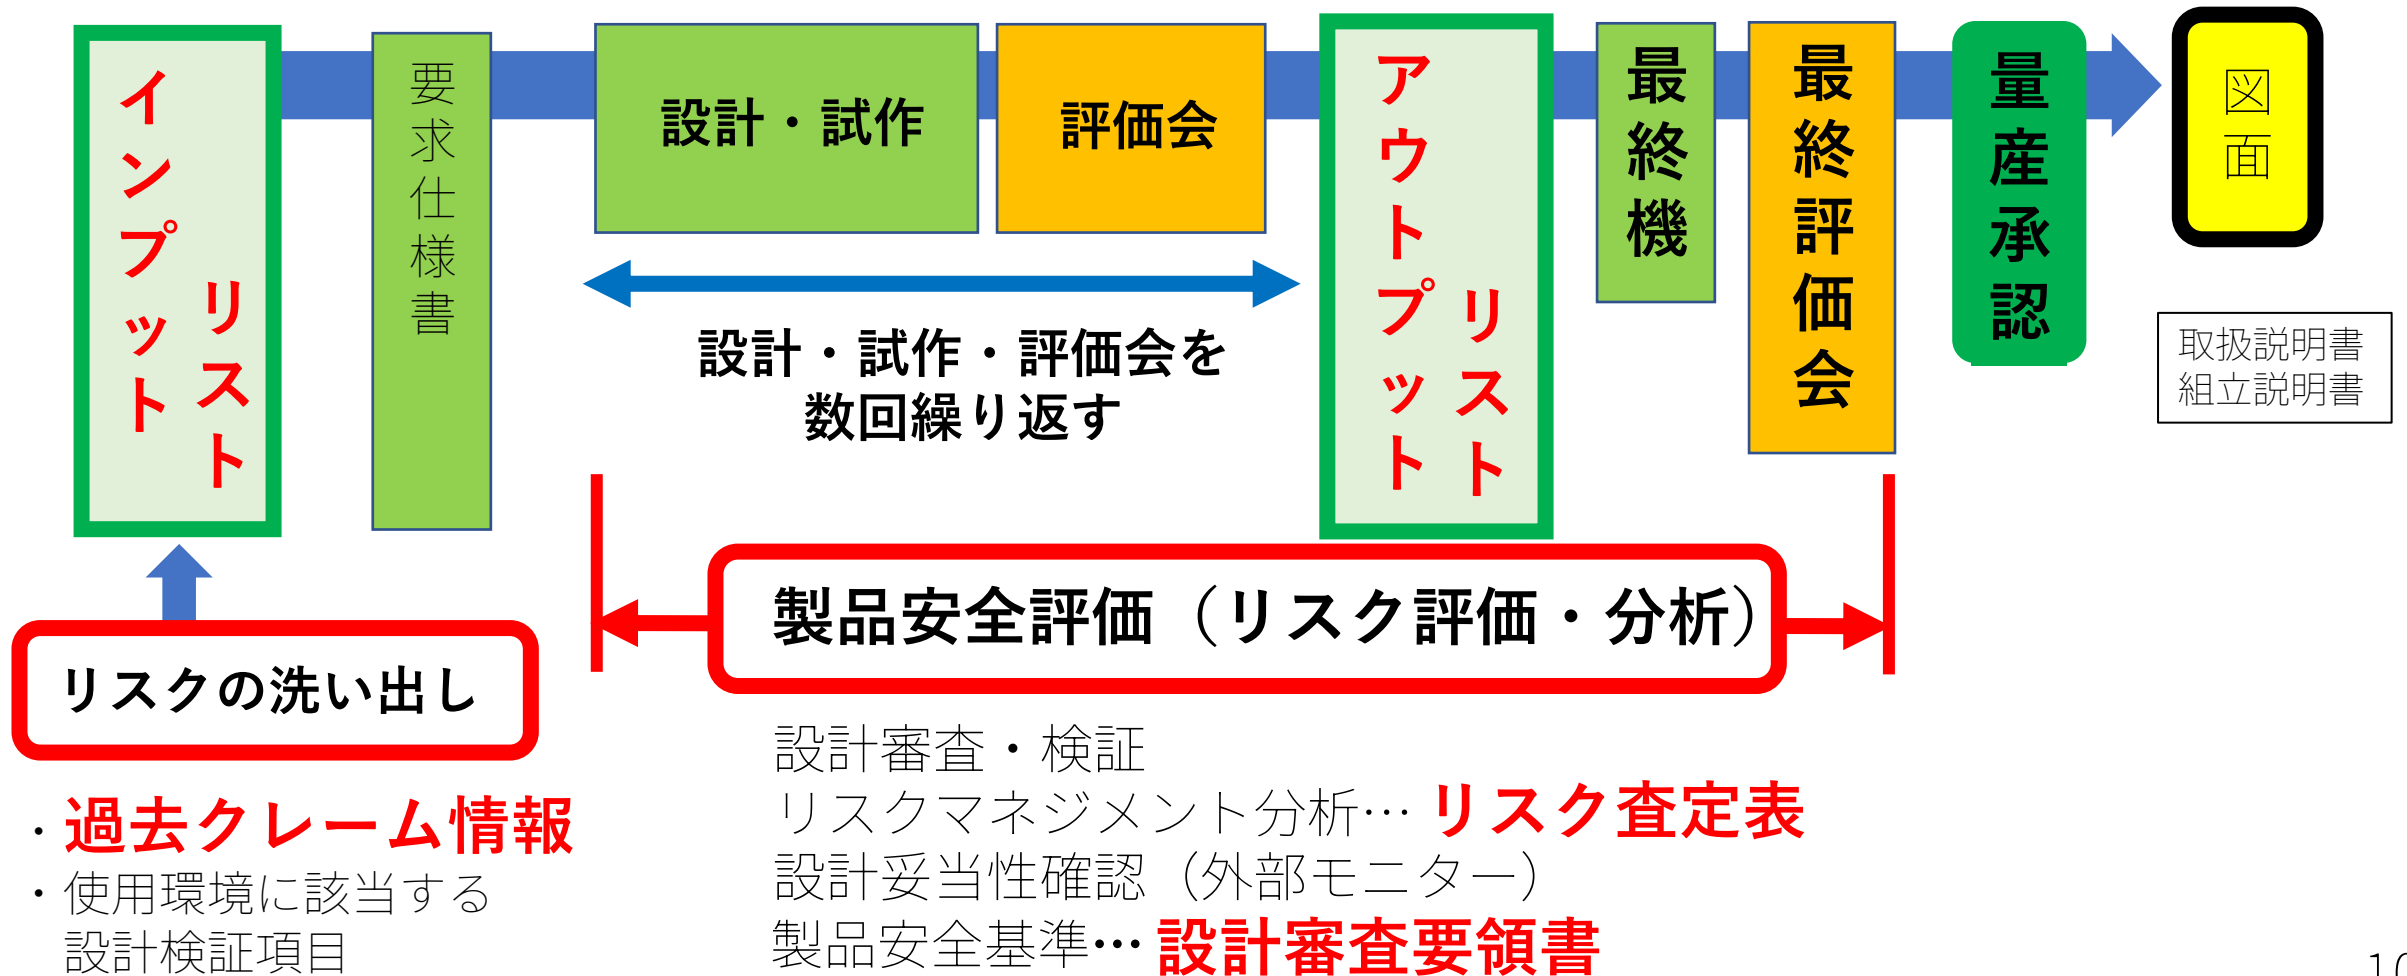 インプット
リスト
要求仕様書
設計・試作
評価会
アウトプット
リスト
最終機
最終評価会
量産承認
図面
設計・試作・評価会を
数回繰り返す
取扱説明書
組立説明書
製品安全評価（リスク評価・分析）
リスクの洗い出し
・過去クレーム情報
・使用環境に該当する
設計検証項目
設計審査・検証
リスクマネジメント分析…リスク査定表
設計妥当性確認（外部モニター）
製品安全基準…設計審査要領書